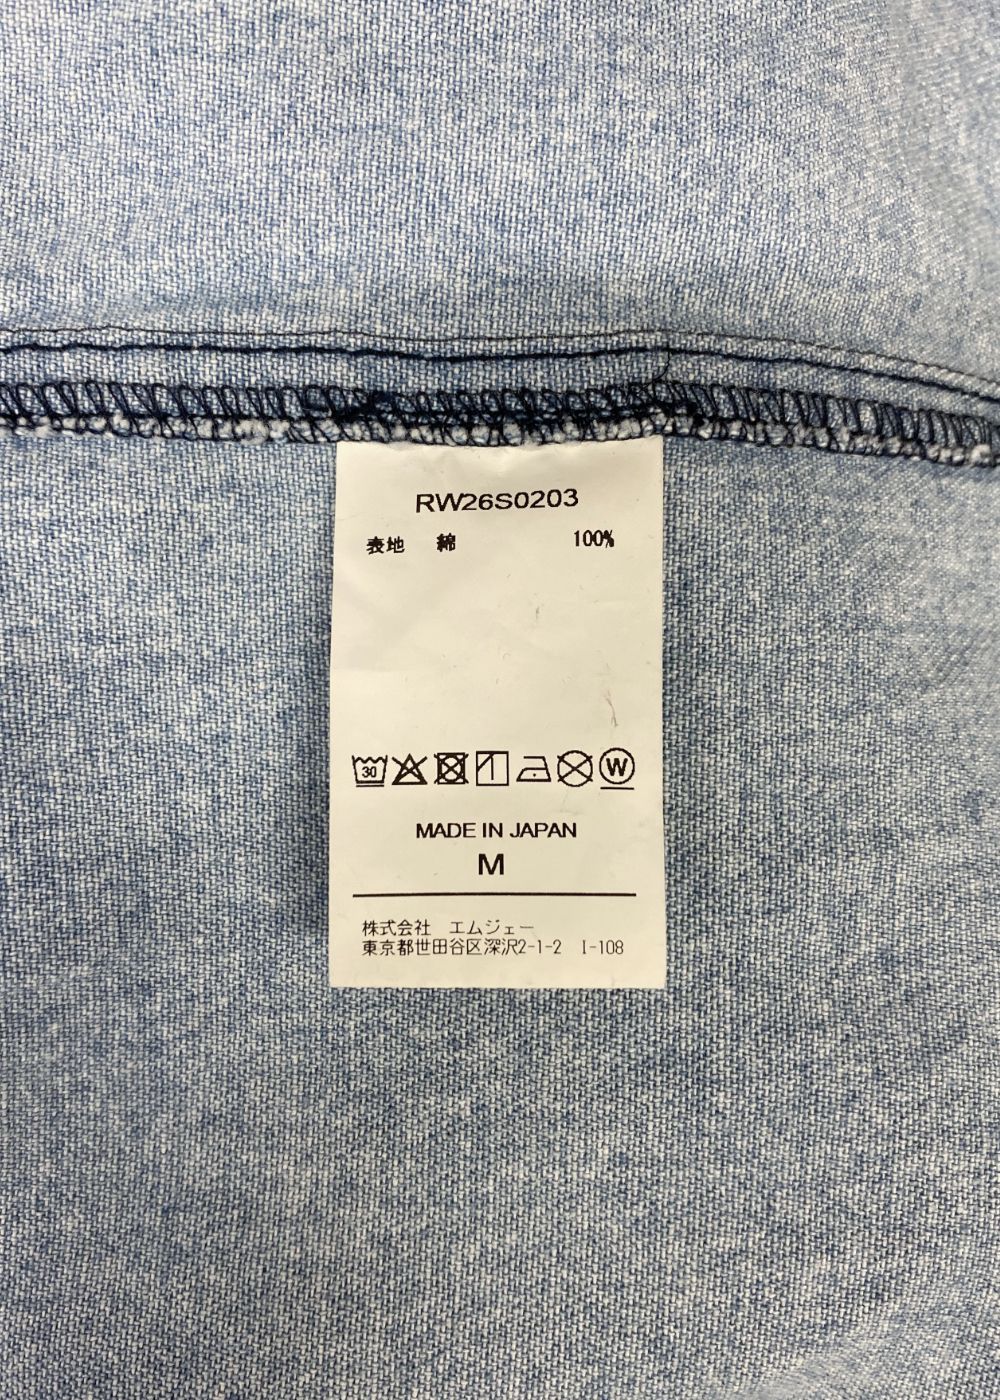 RW26S0203
表地 綿 100%
30 W
MADE IN JAPAN
M
株式会社 エムジェー
東京都世田谷区深沢2-1-2 I-108